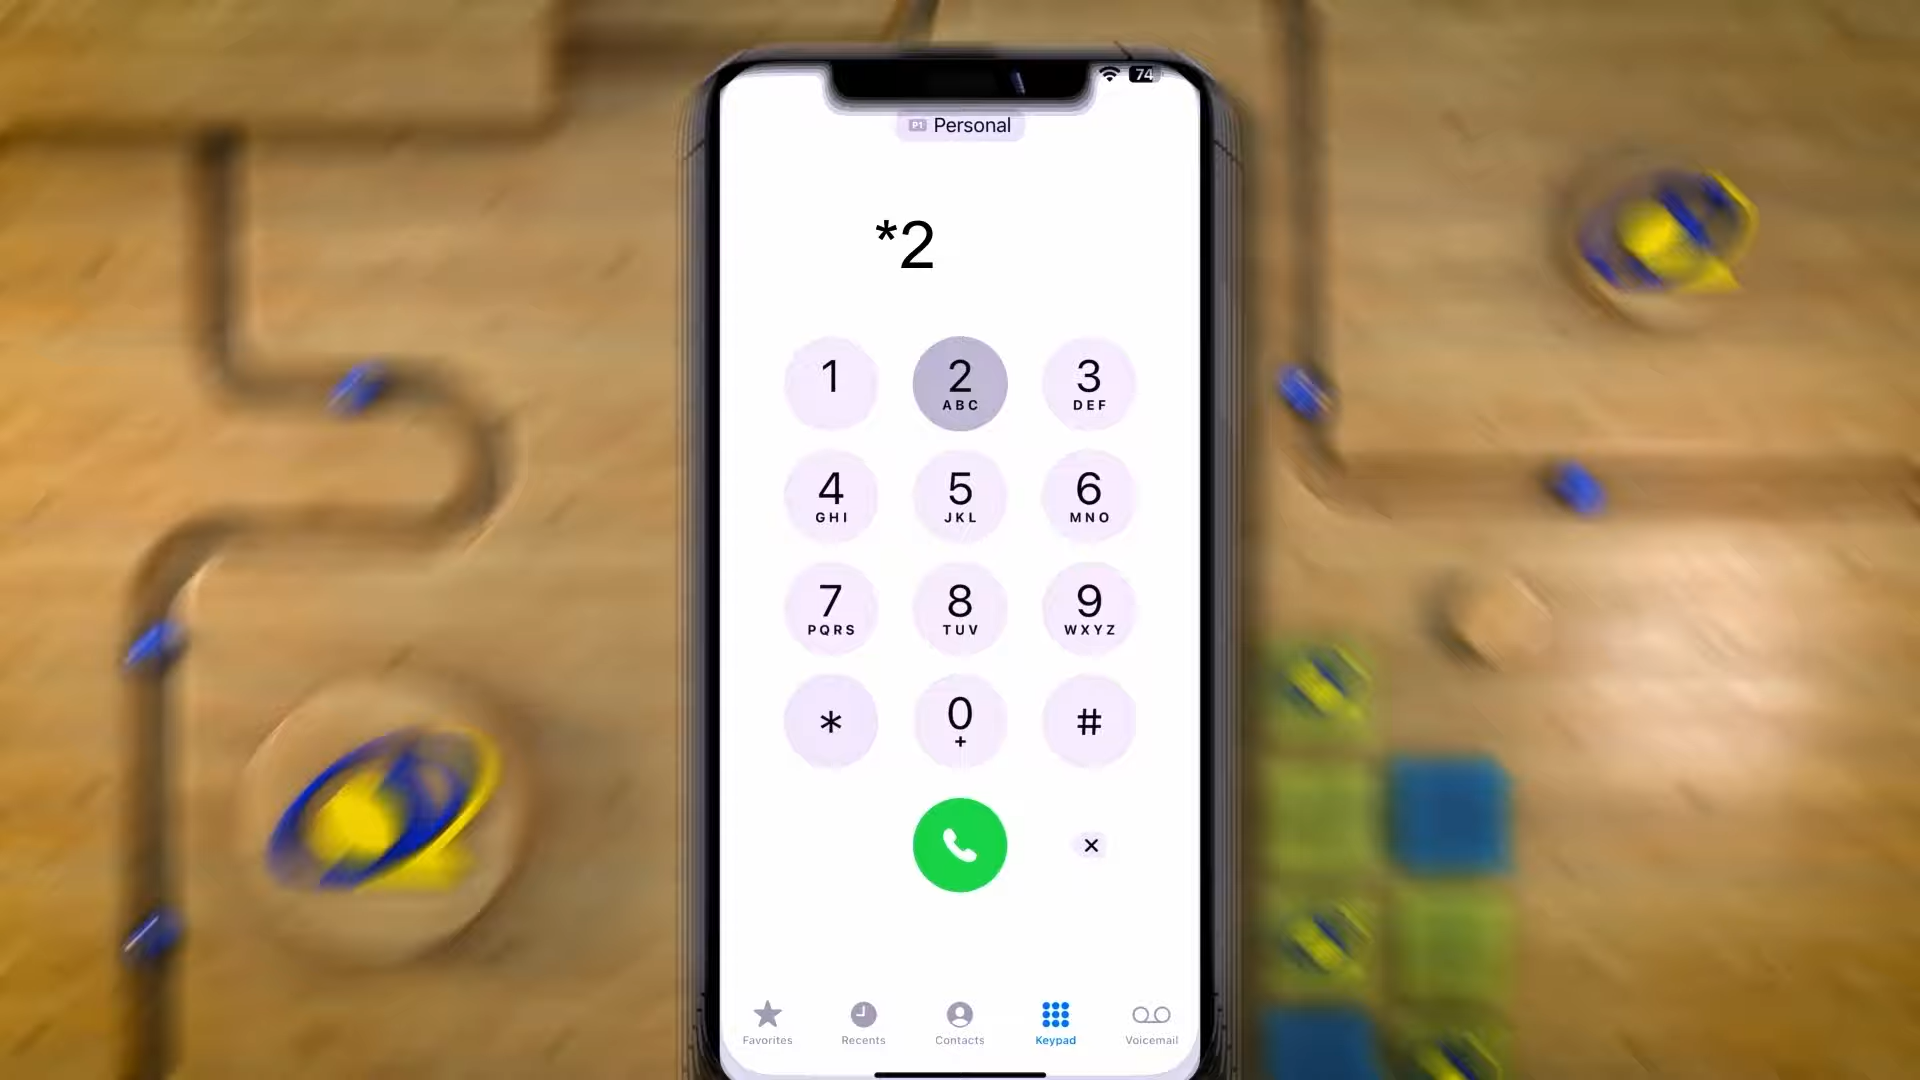 74
P1 Personal
*2
1
2
ABC
3
DEF
4
GHI
5
JKL
6
MNO
7
PQRS
8
TUV
9
WXYZ
*
0
+
#
Favorites
Recents
Contacts
Keypad
Voicemail